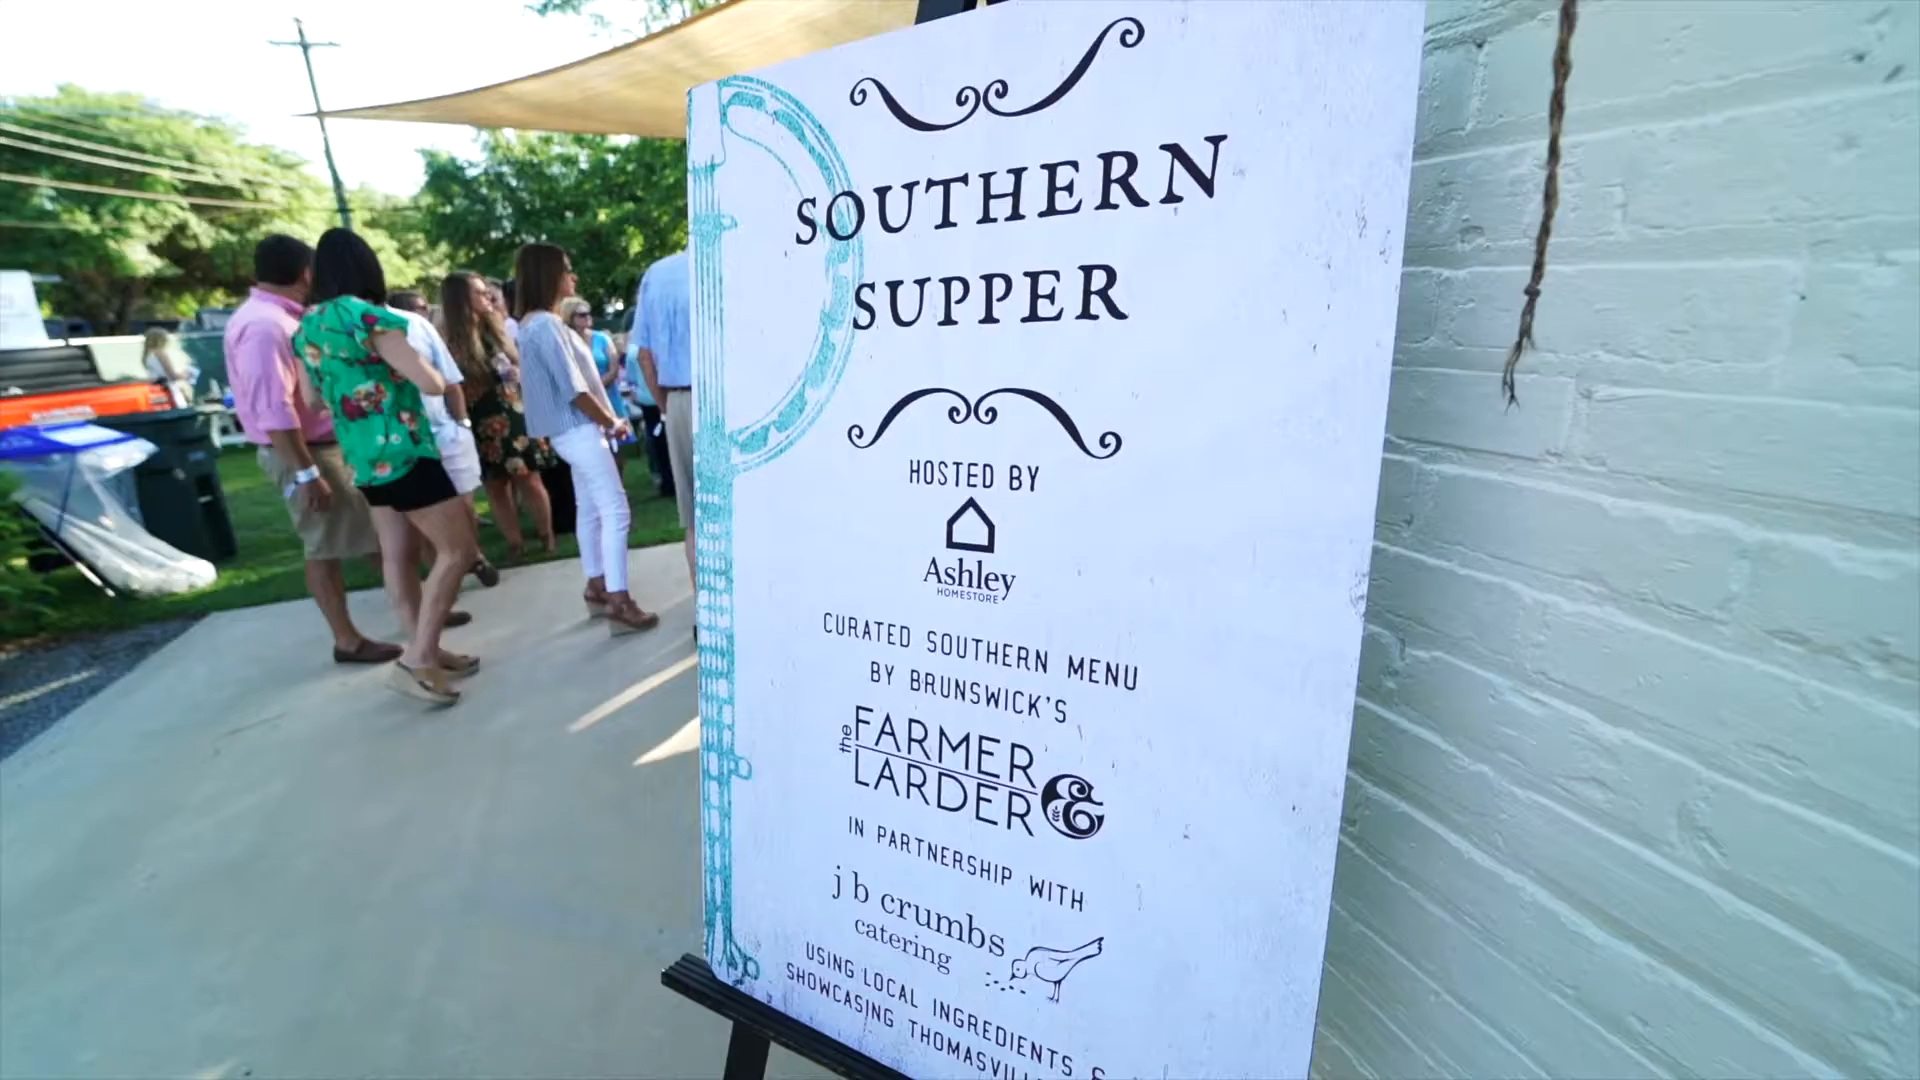 SOUTHERN
SUPPER
HOSTED BY
Ashley
HOMESTORE
CURATED SOUTHERN MENU
BY BRUNSWICK'S
the FARMER
LARDER &
IN PARTNERSHIP WITH
j b crumbs
catering
USING LOCAL INGREDIENTS &
SHOWCASING